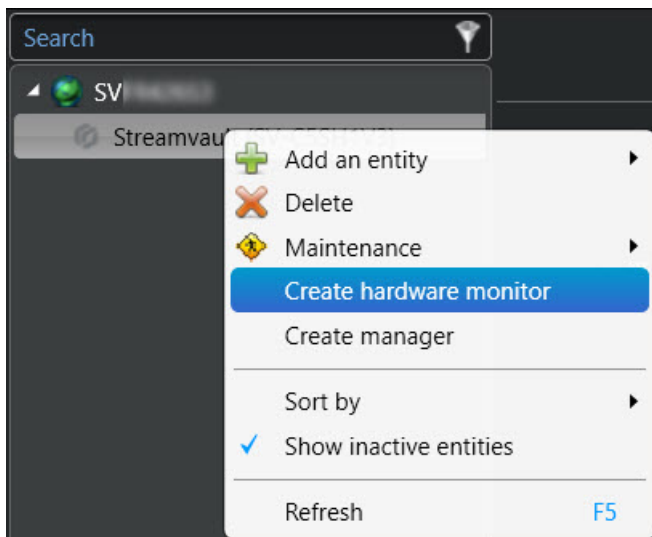 Search
SV
Streamvau
Add an entity
Delete
Maintenance
Create hardware monitor
Create manager
Sort by
Show inactive entities
Refresh F5